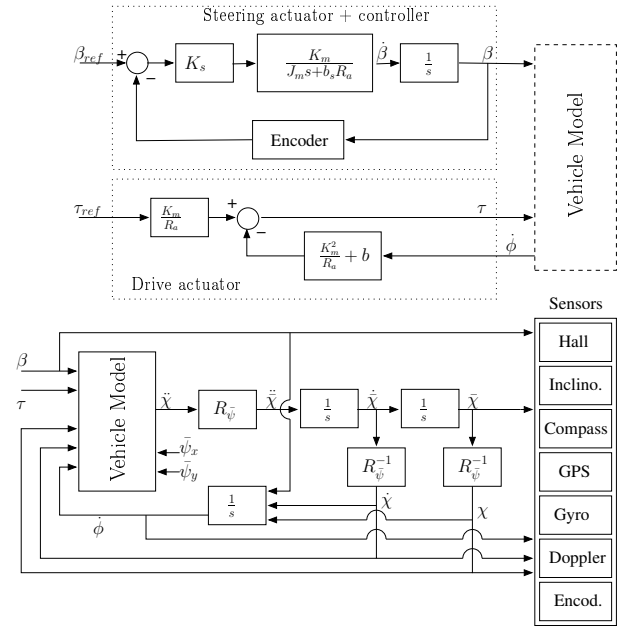 Steering actuator + controller
β_ref
+
−
K_s
K_m
J_m s+b_s R_a
β̇
1
s
β
Encoder
Vehicle Model
τ_ref
K_m
R_a
+
−
τ
K_m^2
R_a
+ b
φ̇
Drive actuator
Sensors
β
τ
Vehicle Model
χ̈
R_ψ̄
χ̄̈
1
s
χ̄̇
1
s
χ̄
ψ̄_x
ψ̄_y
R_ψ̄^−1
R_ψ̄^−1
1
s
χ̇
χ
φ̇
Hall
Inclino.
Compass
GPS
Gyro
Doppler
Encod.